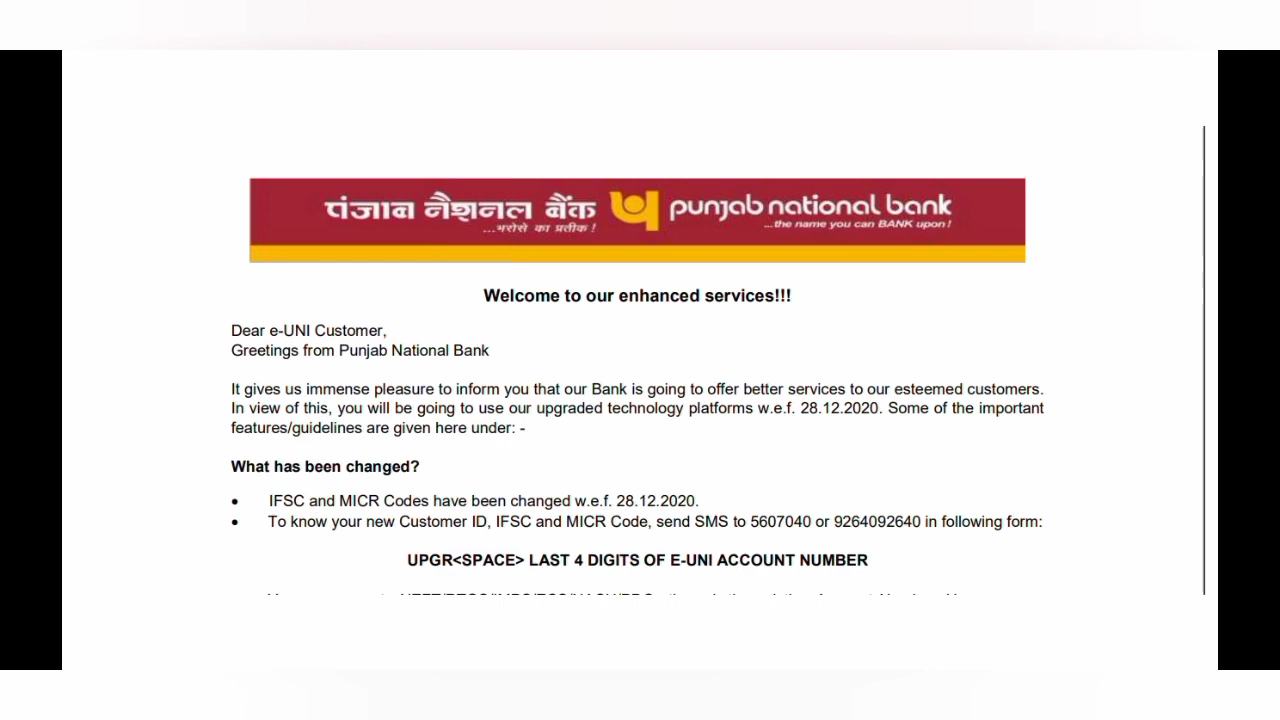 पंजाब नैशनल बैंक punjab national bank
...भरोसे का प्रतीक! ...the name you can BANK upon!
Welcome to our enhanced services!!!
Dear e-UNI Customer,
Greetings from Punjab National Bank
It gives us immense pleasure to inform you that our Bank is going to offer better services to our esteemed customers.
In view of this, you will be going to use our upgraded technology platforms w.e.f. 28.12.2020. Some of the important
features/guidelines are given here under: -
What has been changed?
• IFSC and MICR Codes have been changed w.e.f. 28.12.2020.
• To know your new Customer ID, IFSC and MICR Code, send SMS to 5607040 or 9264092640 in following form:
UPGR<SPACE> LAST 4 DIGITS OF E-UNI ACCOUNT NUMBER